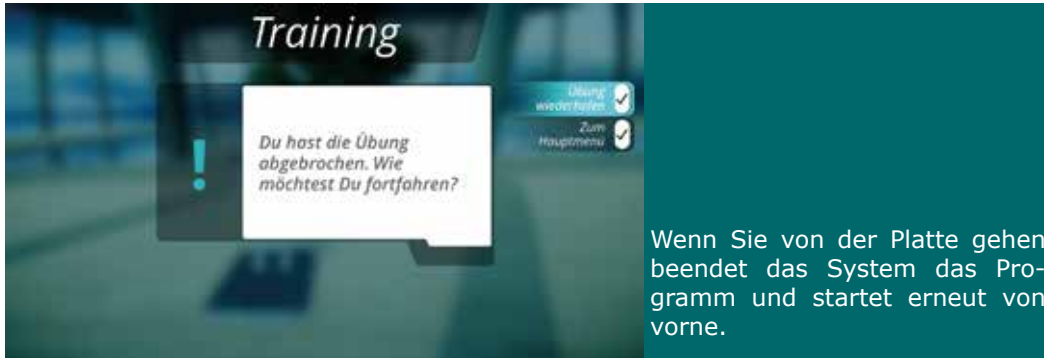 Training
!
Du hast die Übung
abgebrochen. Wie
möchtest Du fortfahren?
Übung
wiederholen
Zum
Hauptmenu
Wenn Sie von der Platte gehen
beendet das System das Pro-
gramm und startet erneut von
vorne.